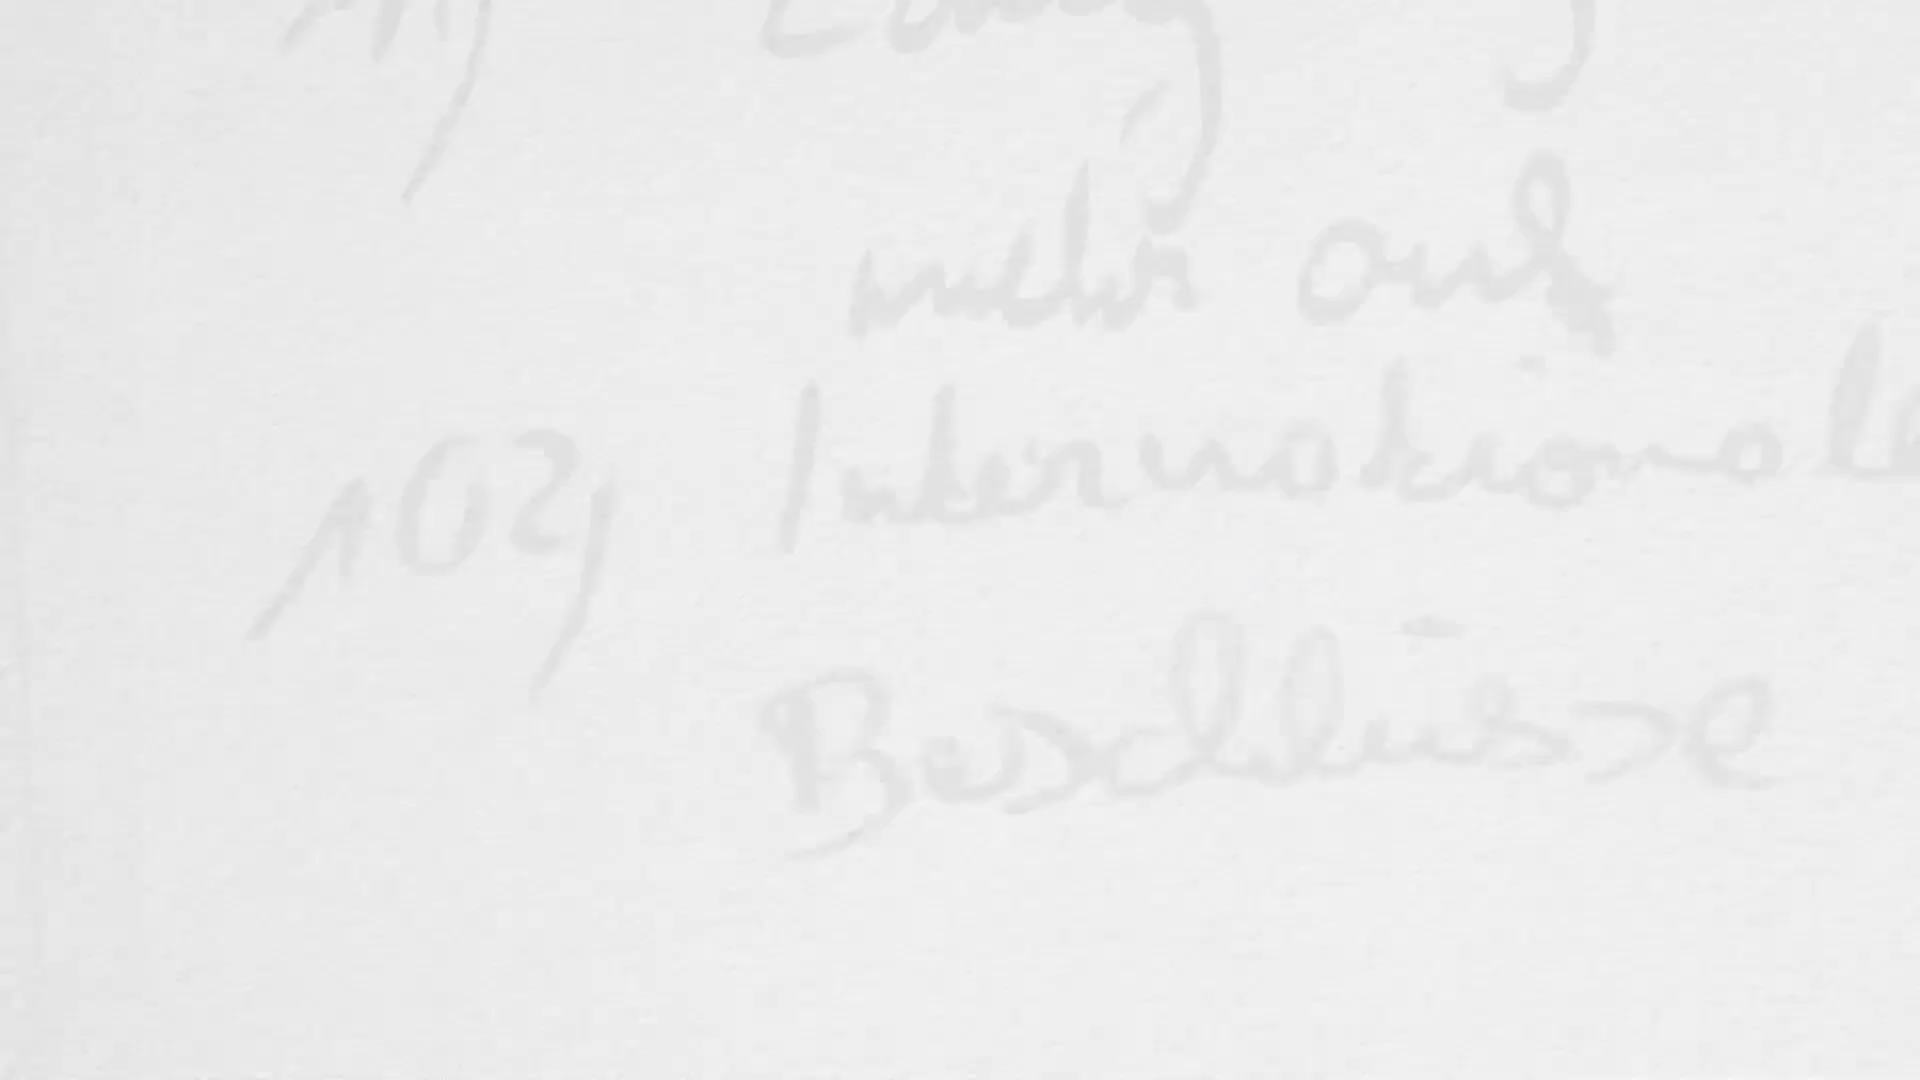 mehr auf
102) Internationale
Beschlüsse